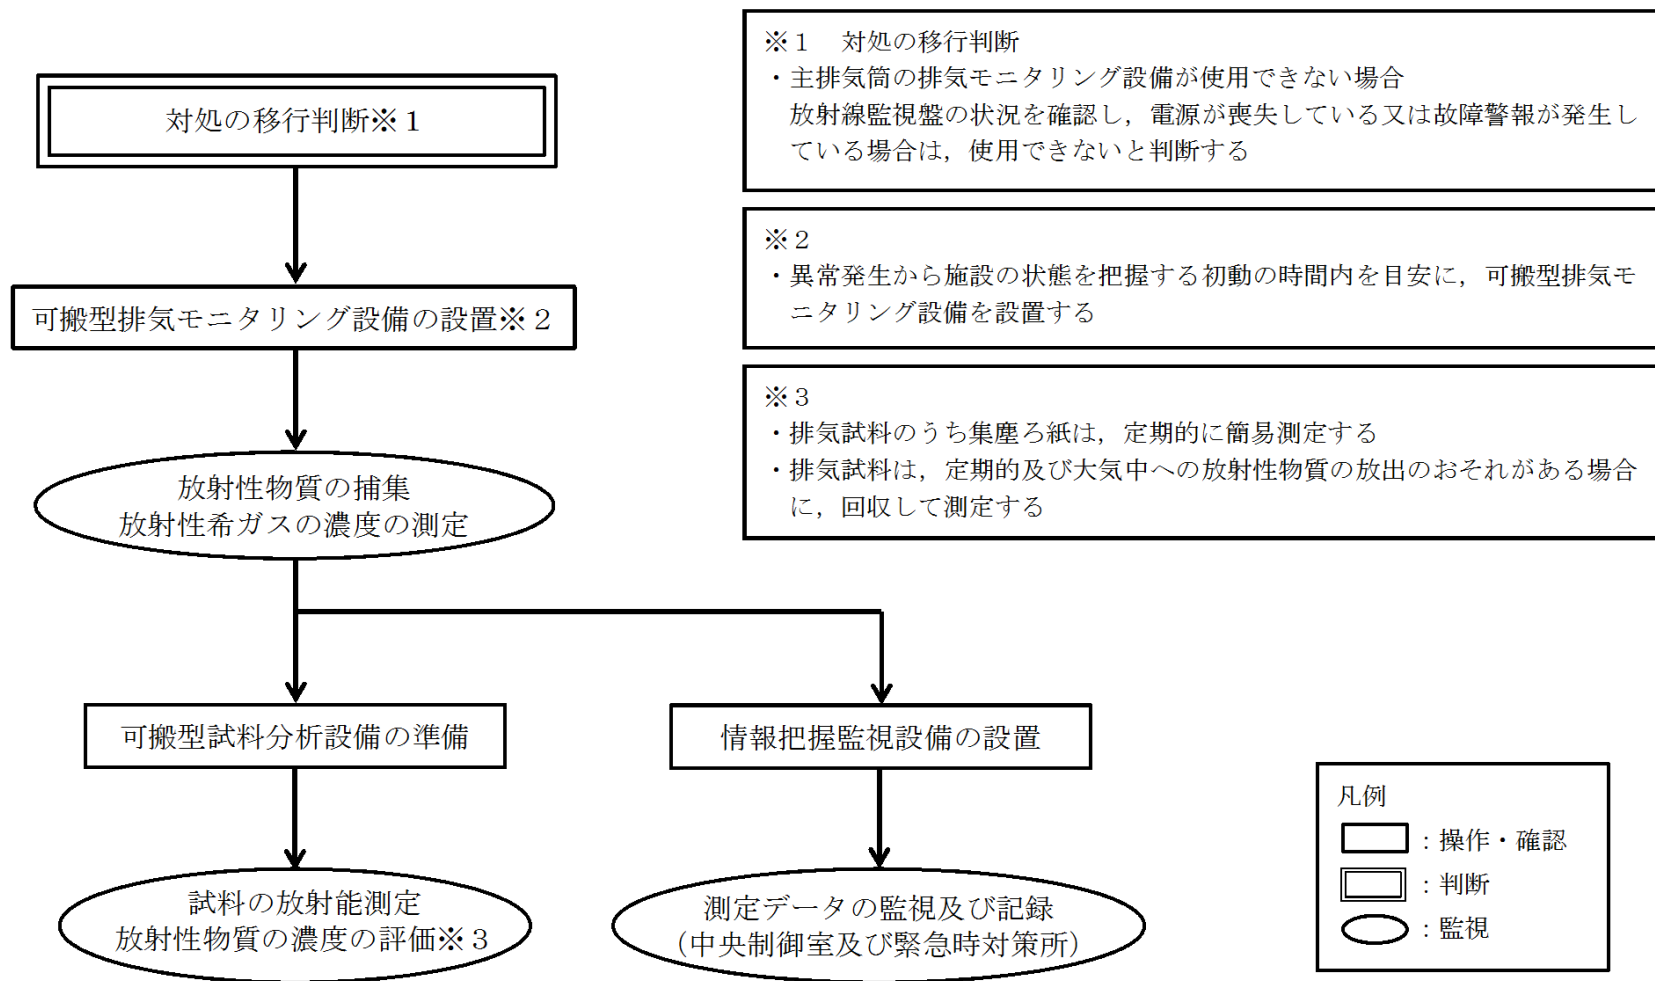 対処の移行判断※１
可搬型排気モニタリング設備の設置※２
放射性物質の捕集
放射性希ガスの濃度の測定
可搬型試料分析設備の準備
情報把握監視設備の設置
試料の放射能測定
放射性物質の濃度の評価※３
測定データの監視及び記録
（中央制御室及び緊急時対策所）
※１　対処の移行判断
・主排気筒の排気モニタリング設備が使用できない場合
放射線監視盤の状況を確認し，電源が喪失している又は故障警報が発生し
ている場合は，使用できないと判断する
※２
・異常発生から施設の状態を把握する初動の時間内を目安に，可搬型排気モ
ニタリング設備を設置する
※３
・排気試料のうち集塵ろ紙は，定期的に簡易測定する
・排気試料は，定期的及び大気中への放射性物質の放出のおそれがある場合
に，回収して測定する
凡例
：操作・確認
：判断
：監視